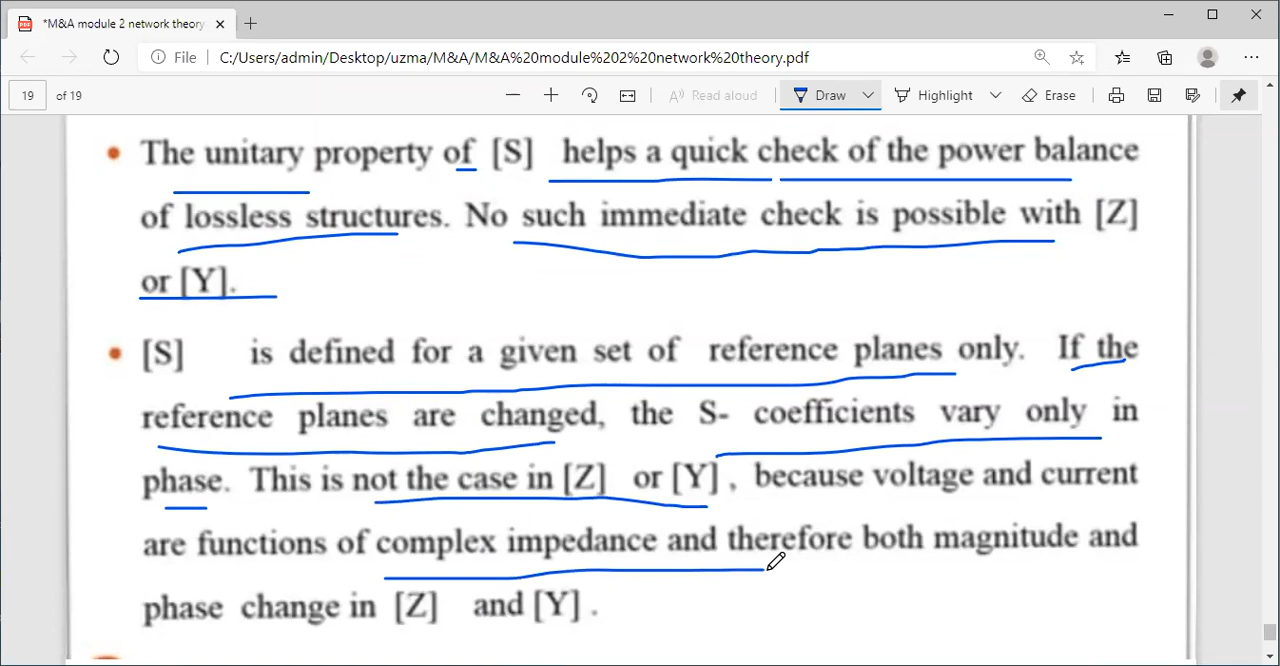 *M&A module 2 network theory
File C:/Users/admin/Desktop/uzma/M&A/M&A%20module%202%20network%20theory.pdf
19 of 19 Read aloud Draw Highlight Erase
• The unitary property of [S] helps a quick check of the power balance
of lossless structures. No such immediate check is possible with [Z]
or [Y].
• [S] is defined for a given set of reference planes only. If the
reference planes are changed, the S- coefficients vary only in
phase. This is not the case in [Z] or [Y] , because voltage and current
are functions of complex impedance and therefore both magnitude and
phase change in [Z] and [Y] .